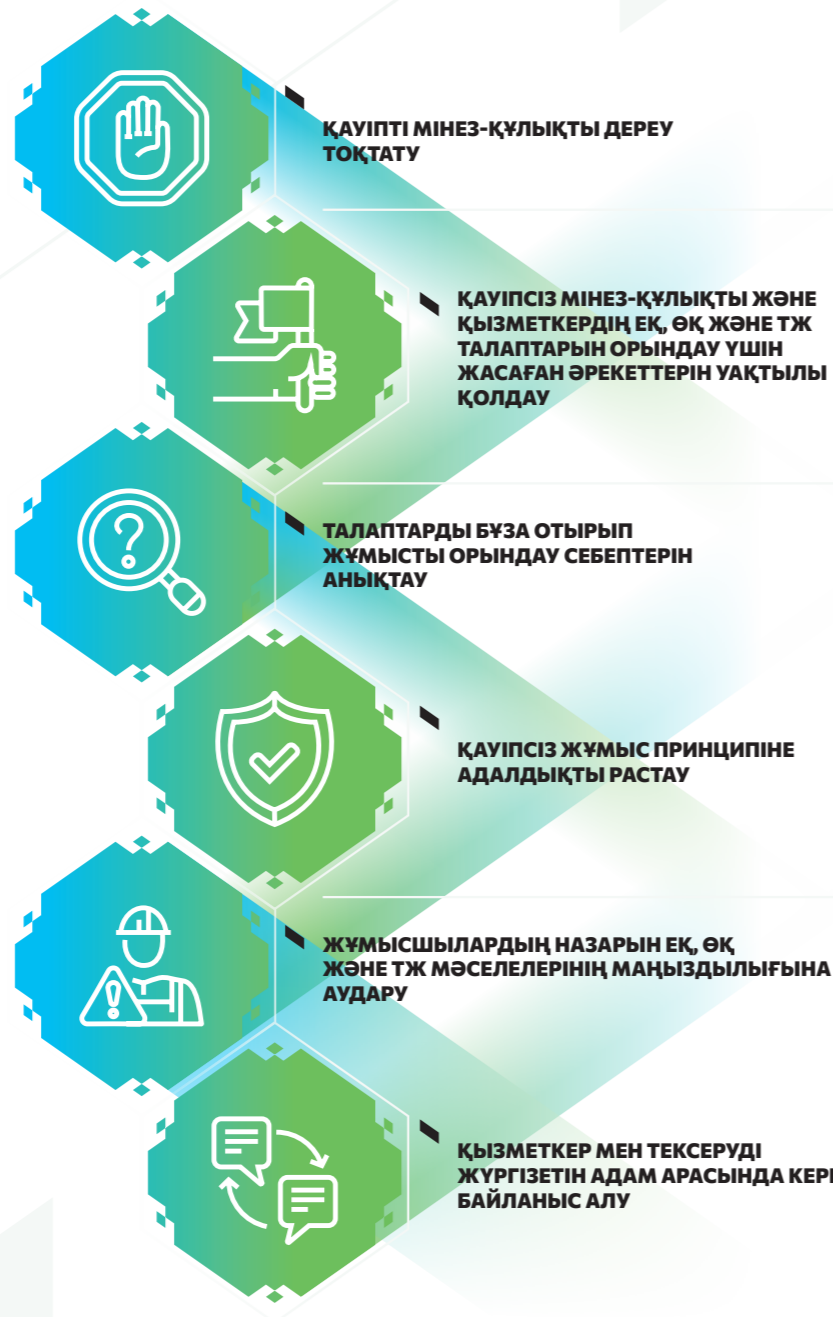 ҚАУІПТІ МІНЕЗ-ҚҰЛЫҚТЫ ДЕРЕУ
ТОҚТАТУ
ҚАУІПСІЗ МІНЕЗ-ҚҰЛЫҚТЫ ЖӘНЕ
ҚЫЗМЕТКЕРДІҢ ЕҚ, ӨҚ ЖӘНЕ ТЖ
ТАЛАПТАРЫН ОРЫНДАУ ҮШІН
ЖАСАҒАН ӘРЕКЕТТЕРІН УАҚТЫЛЫ
ҚОЛДАУ
ТАЛАПТАРДЫ БҰЗА ОТЫРЫП
ЖҰМЫСТЫ ОРЫНДАУ СЕБЕПТЕРІН
АНЫҚТАУ
ҚАУІПСІЗ ЖҰМЫС ПРИНЦИПІНЕ
АДАЛДЫҚТЫ РАСТАУ
ЖҰМЫСШЫЛАРДЫҢ НАЗАРЫН ЕҚ, ӨҚ
ЖӘНЕ ТЖ МӘСЕЛЕЛЕРІНІҢ МАҢЫЗДЫЛЫҒЫНА
АУДАРУ
ҚЫЗМЕТКЕР МЕН ТЕКСЕРУДІ
ЖҮРГІЗЕТІН АДАМ АРАСЫНДА КЕРІ
БАЙЛАНЫС АЛУ